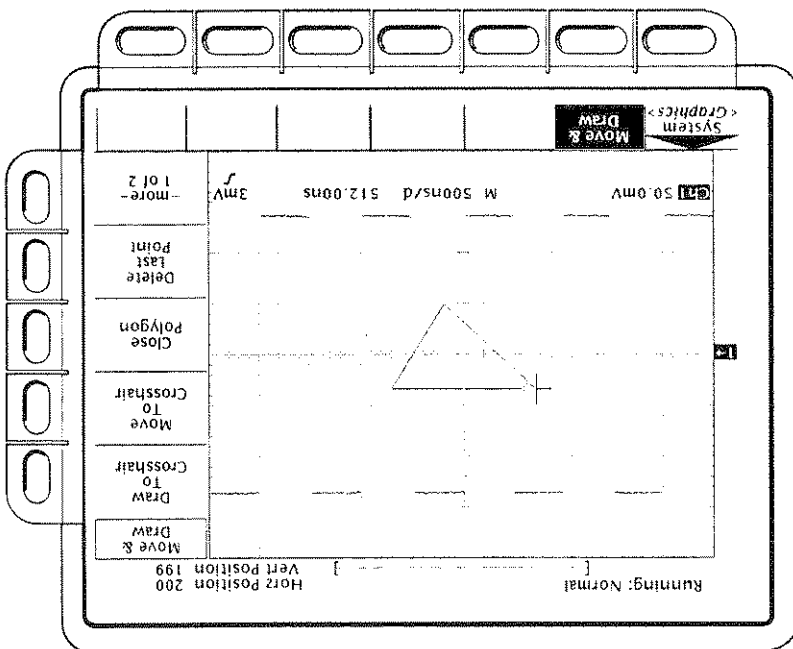 Running: Normal
[ ]
Horz Position 200
Vert Position 199
Move &
Draw
Draw
To
Crosshair
Move
To
Crosshair
Close
Polygon
Delete
Last
Point
-more-
1 of 2
1→
Ch1 50.0mV M 500ns/d 512.00ns ∫ 3mV
System
<Graphics>
Move &
Draw